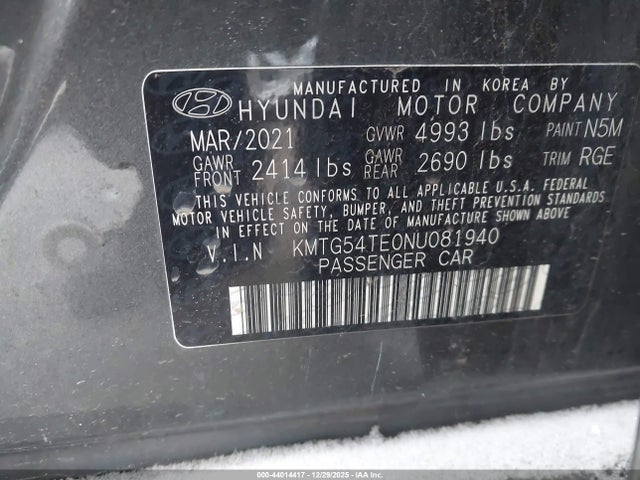 MANUFACTURED IN KOREA BY
HYUNDAI MOTOR COMPANY
MAR/2021 GVWR 4993 lbs PAINT N5M
GAWR FRONT 2414 lbs GAWR REAR 2690 lbs TRIM RGE
THIS VEHICLE CONFORMS TO ALL APPLICABLE U.S.A. FEDERAL
MOTOR VEHICLE SAFETY, BUMPER, AND THEFT PREVENTION STANDARDS
IN EFFECT ON THE DATE OF MANUFACTURE SHOWN ABOVE
V.I.N KMTG54TE0NU081940
PASSENGER CAR
000-44014417 • 12/29/2025 • IAA Inc.